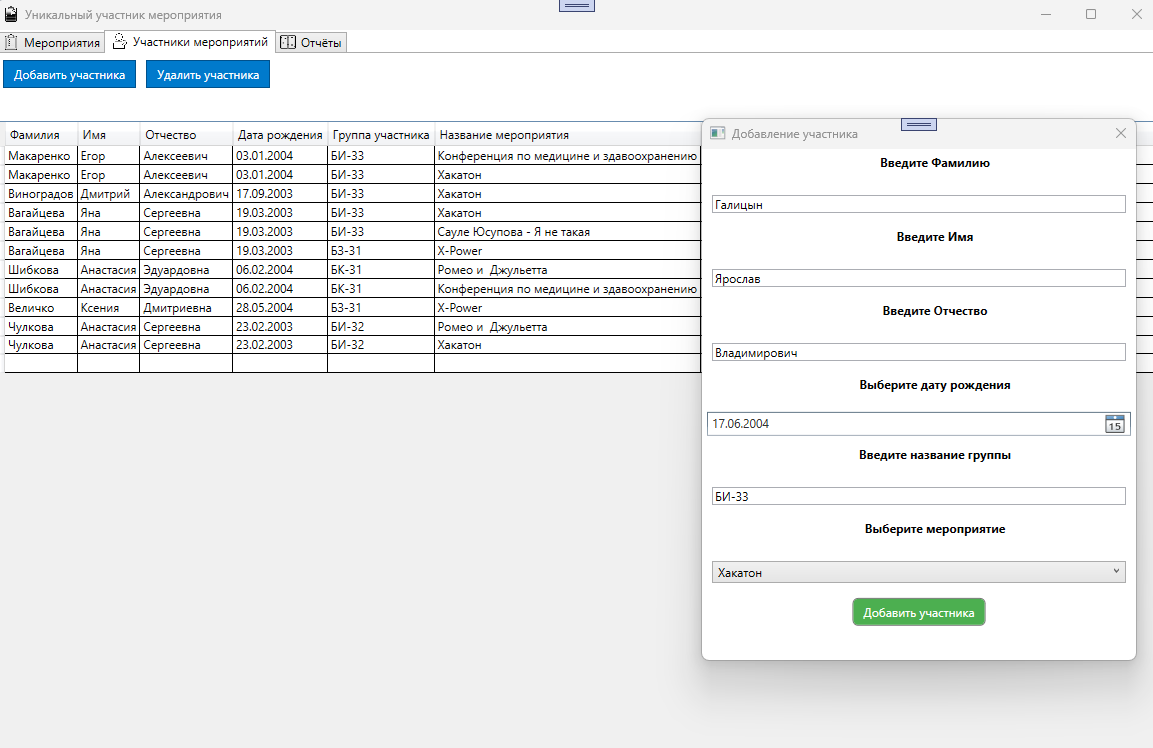 Уникальный участник мероприятия
Мероприятия Участники мероприятий Отчёты
Добавить участника Удалить участника
Фамилия Имя Отчество Дата рождения Группа участника Название мероприятия
Макаренко Егор Алексеевич 03.01.2004 БИ-33 Конференция по медицине и здавоохранению
Макаренко Егор Алексеевич 03.01.2004 БИ-33 Хакатон
Виноградов Дмитрий Александрович 17.09.2003 БИ-33 Хакатон
Вагайцева Яна Сергеевна 19.03.2003 БИ-33 Хакатон
Вагайцева Яна Сергеевна 19.03.2003 БИ-33 Сауле Юсупова - Я не такая
Вагайцева Яна Сергеевна 19.03.2003 БЗ-31 X-Power
Шибкова Анастасия Эдуардовна 06.02.2004 БК-31 Ромео и Джульетта
Шибкова Анастасия Эдуардовна 06.02.2004 БК-31 Конференция по медицине и здавоохранению
Величко Ксения Дмитриевна 28.05.2004 БЗ-31 X-Power
Чулкова Анастасия Сергеевна 23.02.2003 БИ-32 Ромео и Джульетта
Чулкова Анастасия Сергеевна 23.02.2003 БИ-32 Хакатон
Добавление участника
Введите Фамилию
Галицын
Введите Имя
Ярослав
Введите Отчество
Владимирович
Выберите дату рождения
17.06.2004 15
Введите название группы
БИ-33
Выберите мероприятие
Хакатон
Добавить участника